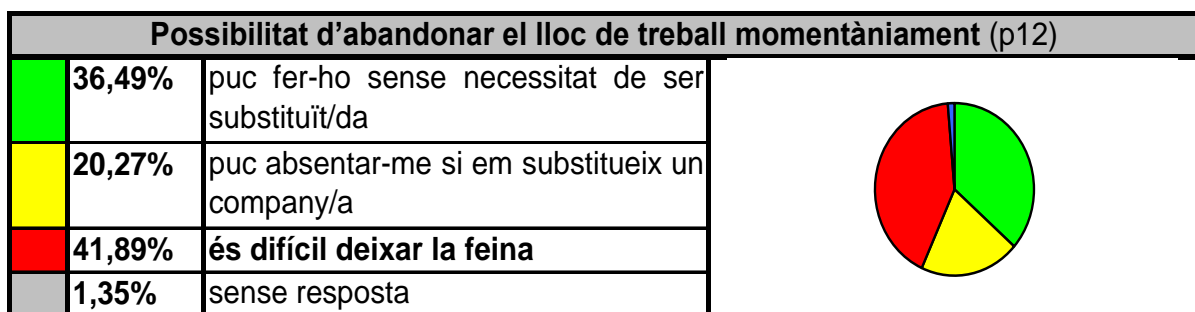 Possibilitat d’abandonar el lloc de treball momentàniament (p12)
36,49% puc fer-ho sense necessitat de ser
substituït/da
20,27% puc absentar-me si em substitueix un
company/a
41,89% és difícil deixar la feina
1,35% sense resposta